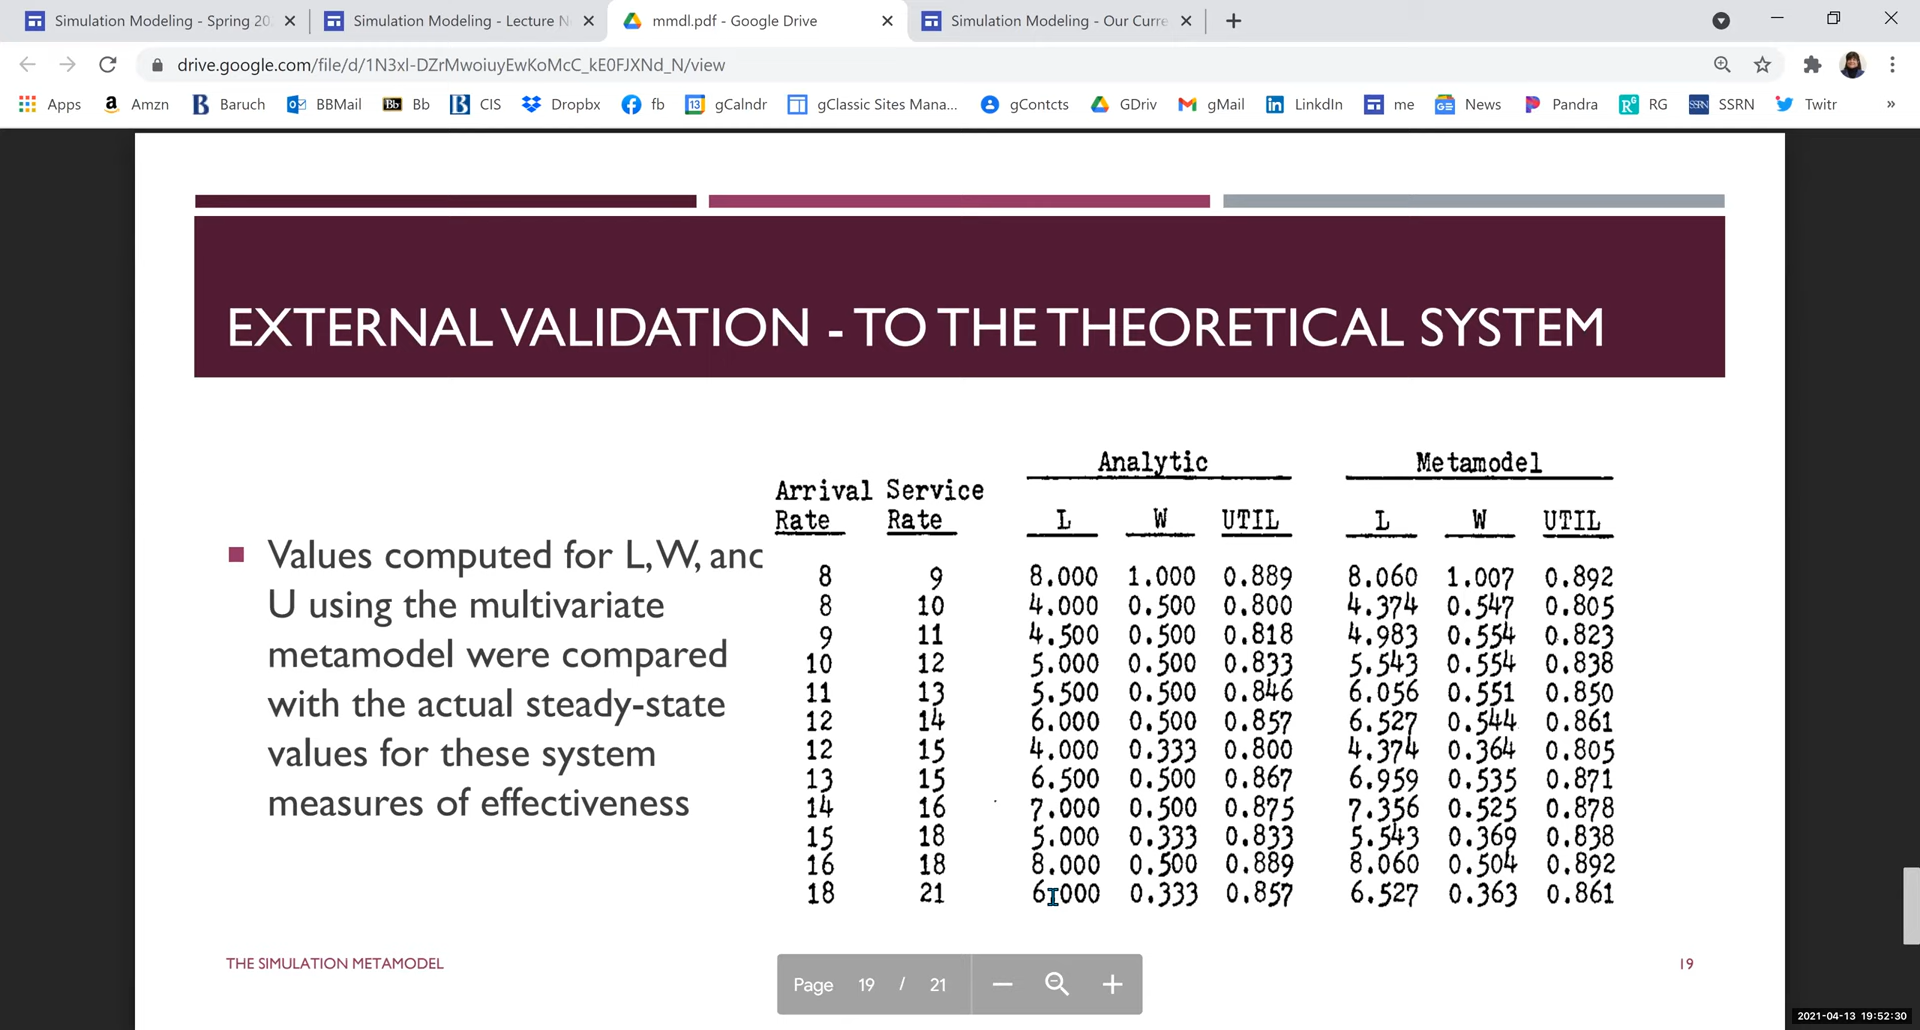 Simulation Modeling - Spring 20
Simulation Modeling - Lecture N
mmdl.pdf - Google Drive
Simulation Modeling - Our Curre
drive.google.com/file/d/1N3xl-DZrMwoiuyEwKoMcC_kE0FJXNd_N/view
Apps Amzn Baruch BBMail Bb CIS Dropbx fb gCalndr gClassic Sites Mana... gContcts GDriv gMail LinkedIn me News Pandra RG SSRN Twitr »
EXTERNAL VALIDATION - TO THE THEORETICAL SYSTEM
Values computed for L, W, and
U using the multivariate
metamodel were compared
with the actual steady-state
values for these system
measures of effectiveness
Analytic Metamodel
Arrival Service
Rate Rate L W UTIL L W UTIL
8 9 8.000 1.000 0.889 8.060 1.007 0.892
8 10 4.000 0.500 0.800 4.374 0.547 0.805
9 11 4.500 0.500 0.818 4.983 0.554 0.823
10 12 5.000 0.500 0.833 5.543 0.554 0.838
11 13 5.500 0.500 0.846 6.056 0.551 0.850
12 14 6.000 0.500 0.857 6.527 0.544 0.861
12 15 4.000 0.333 0.800 4.374 0.364 0.805
13 15 6.500 0.500 0.867 6.959 0.535 0.871
14 16 7.000 0.500 0.875 7.356 0.525 0.878
15 18 5.000 0.333 0.833 5.543 0.369 0.838
16 18 8.000 0.500 0.889 8.060 0.504 0.892
18 21 6.000 0.333 0.857 6.527 0.363 0.861
THE SIMULATION METAMODEL
19
Page 19 / 21
2021-04-13 19:52:30